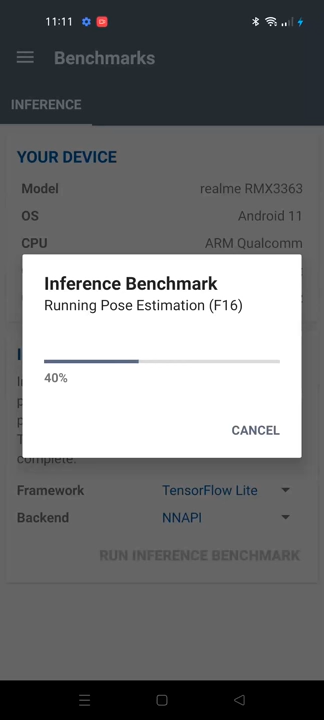 11:11
Benchmarks
INFERENCE
YOUR DEVICE
Model realme RMX3363
OS Android 11
CPU ARM Qualcomm
Inference Benchmark
Running Pose Estimation (F16)
40%
CANCEL
complete.
Framework TensorFlow Lite
Backend NNAPI
RUN INFERENCE BENCHMARK